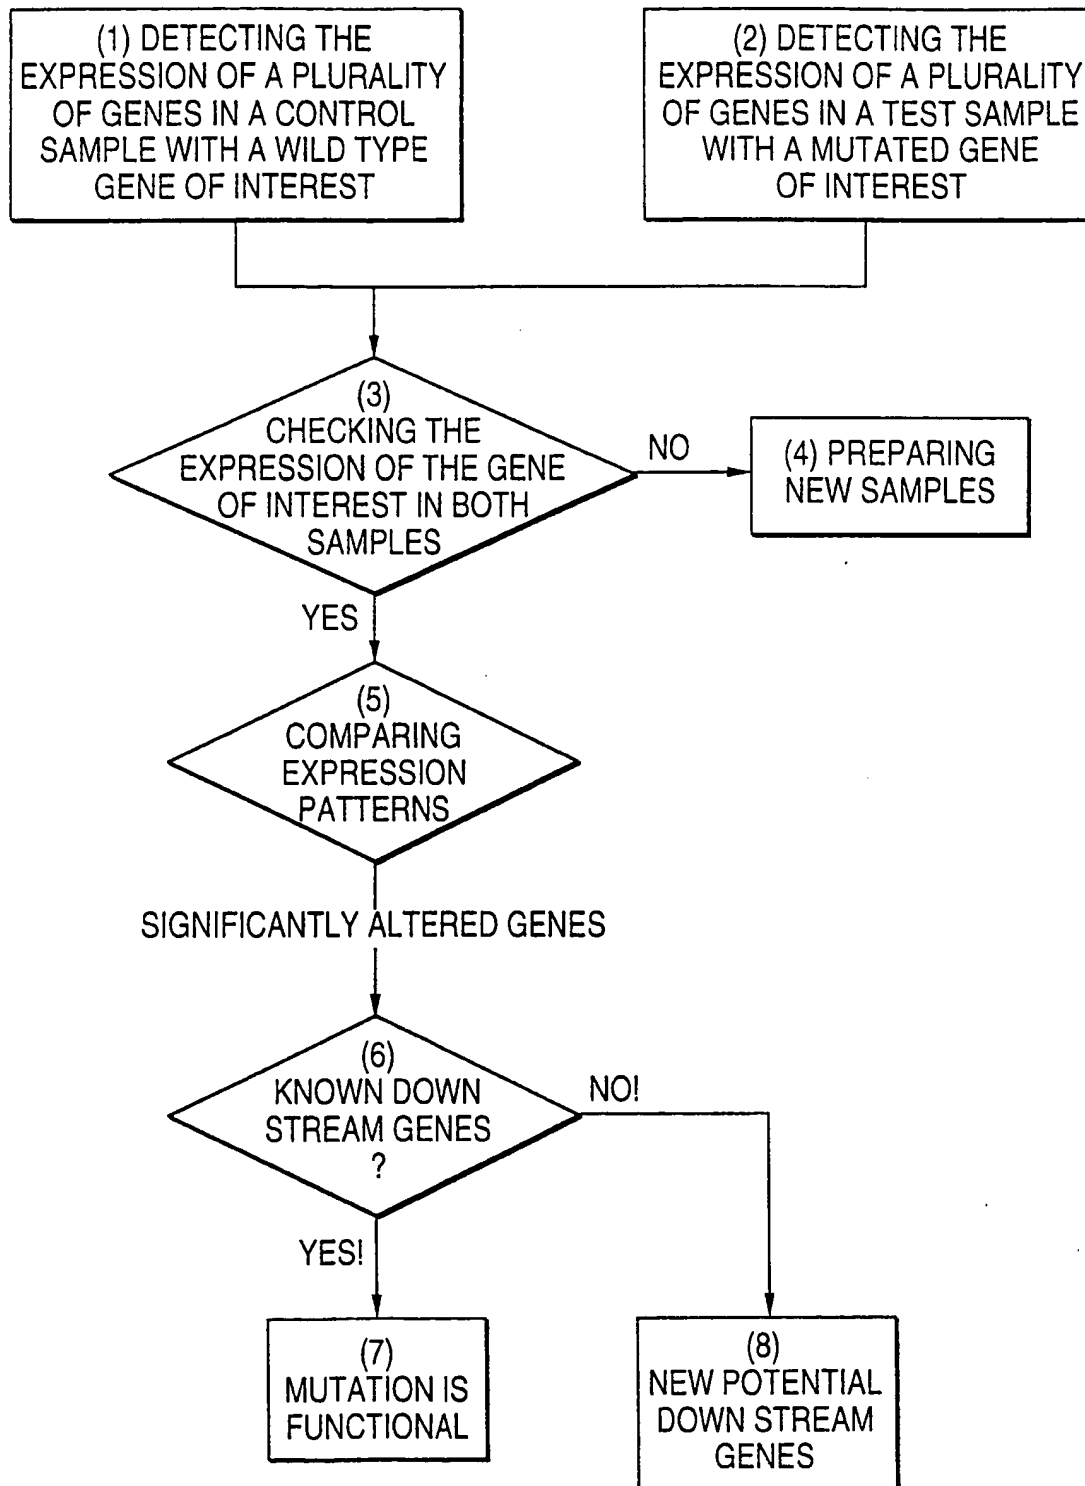 (1) DETECTING THE
EXPRESSION OF A PLURALITY
OF GENES IN A CONTROL
SAMPLE WITH A WILD TYPE
GENE OF INTEREST
(2) DETECTING THE
EXPRESSION OF A PLURALITY
OF GENES IN A TEST SAMPLE
WITH A MUTATED GENE
OF INTEREST
(3)
CHECKING THE
EXPRESSION OF THE GENE
OF INTEREST IN BOTH
SAMPLES
NO
(4) PREPARING
NEW SAMPLES
YES
(5)
COMPARING
EXPRESSION
PATTERNS
SIGNIFICANTLY ALTERED GENES
(6)
KNOWN DOWN
STREAM GENES
?
NO!
YES!
(7)
MUTATION IS
FUNCTIONAL
(8)
NEW POTENTIAL
DOWN STREAM
GENES